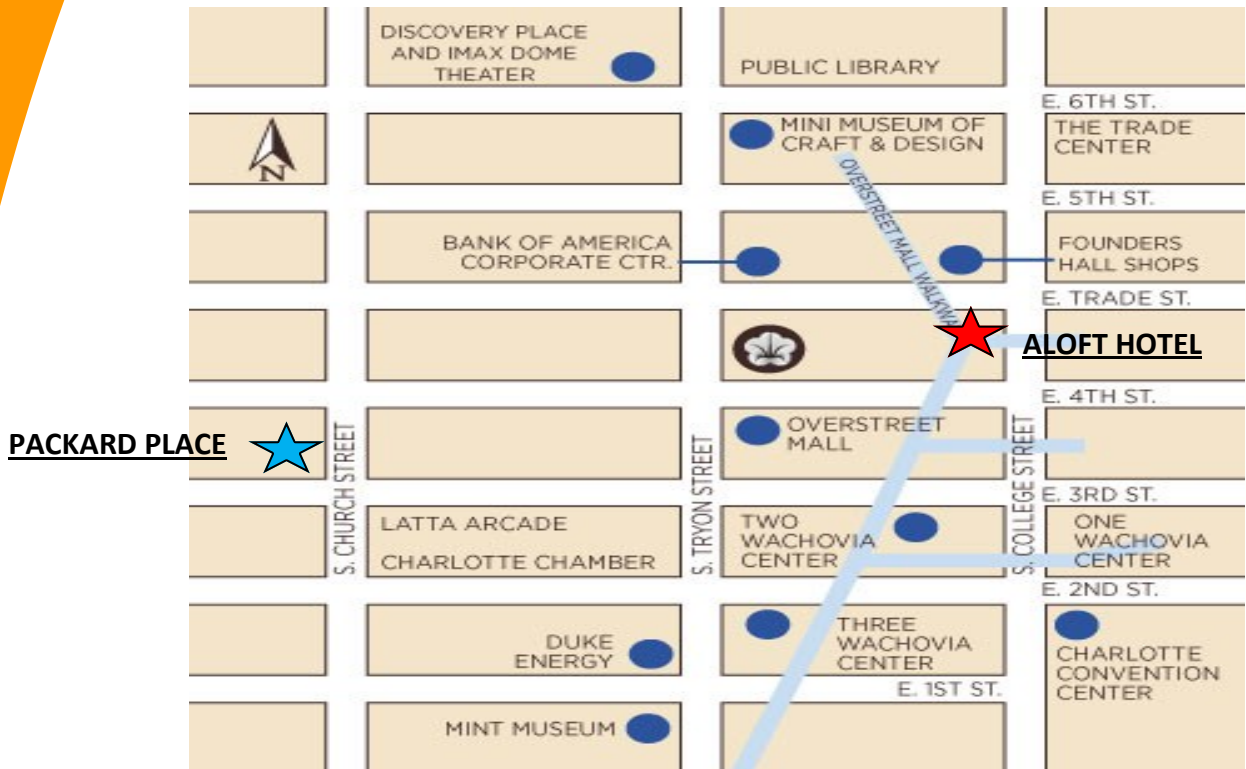 DISCOVERY PLACE
AND IMAX DOME
THEATER
PUBLIC LIBRARY
E. 6TH ST.
N
MINI MUSEUM OF
CRAFT & DESIGN
THE TRADE
CENTER
OVERSTREET MALL WALKWA
E. 5TH ST.
BANK OF AMERICA
CORPORATE CTR.
FOUNDERS
HALL SHOPS
E. TRADE ST.
ALOFT HOTEL
E. 4TH ST.
PACKARD PLACE
S. CHURCH STREET
S. TRYON STREET
OVERSTREET
MALL
S. COLLEGE STREET
E. 3RD ST.
LATTA ARCADE
CHARLOTTE CHAMBER
TWO
WACHOVIA
CENTER
ONE
WACHOVIA
CENTER
E. 2ND ST.
DUKE
ENERGY
THREE
WACHOVIA
CENTER
CHARLOTTE
CONVENTION
CENTER
E. 1ST ST.
MINT MUSEUM